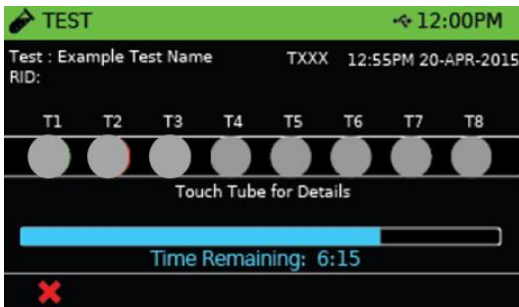 TEST 12:00PM
Test : Example Test Name TXXX 12:55PM 20-APR-2015
RID:
T1 T2 T3 T4 T5 T6 T7 T8
Touch Tube for Details
Time Remaining: 6:15